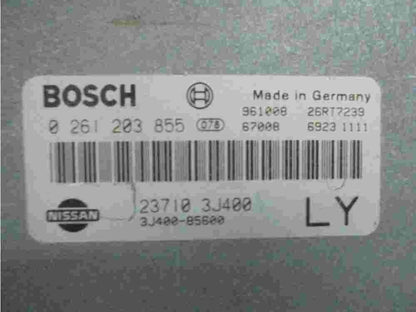 BOSCH
Made in Germany
961008 26RT7239
0 261 203 855 078 67008 6923 1111
NISSAN 23710 3J400 LY
3J400-85600